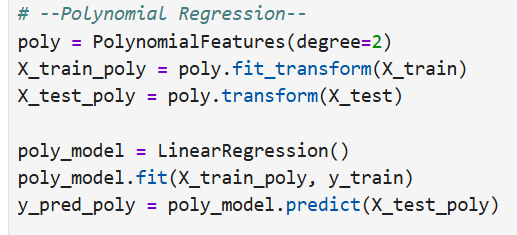 # --Polynomial Regression--
poly = PolynomialFeatures(degree=2)
X_train_poly = poly.fit_transform(X_train)
X_test_poly = poly.transform(X_test)
poly_model = LinearRegression()
poly_model.fit(X_train_poly, y_train)
y_pred_poly = poly_model.predict(X_test_poly)